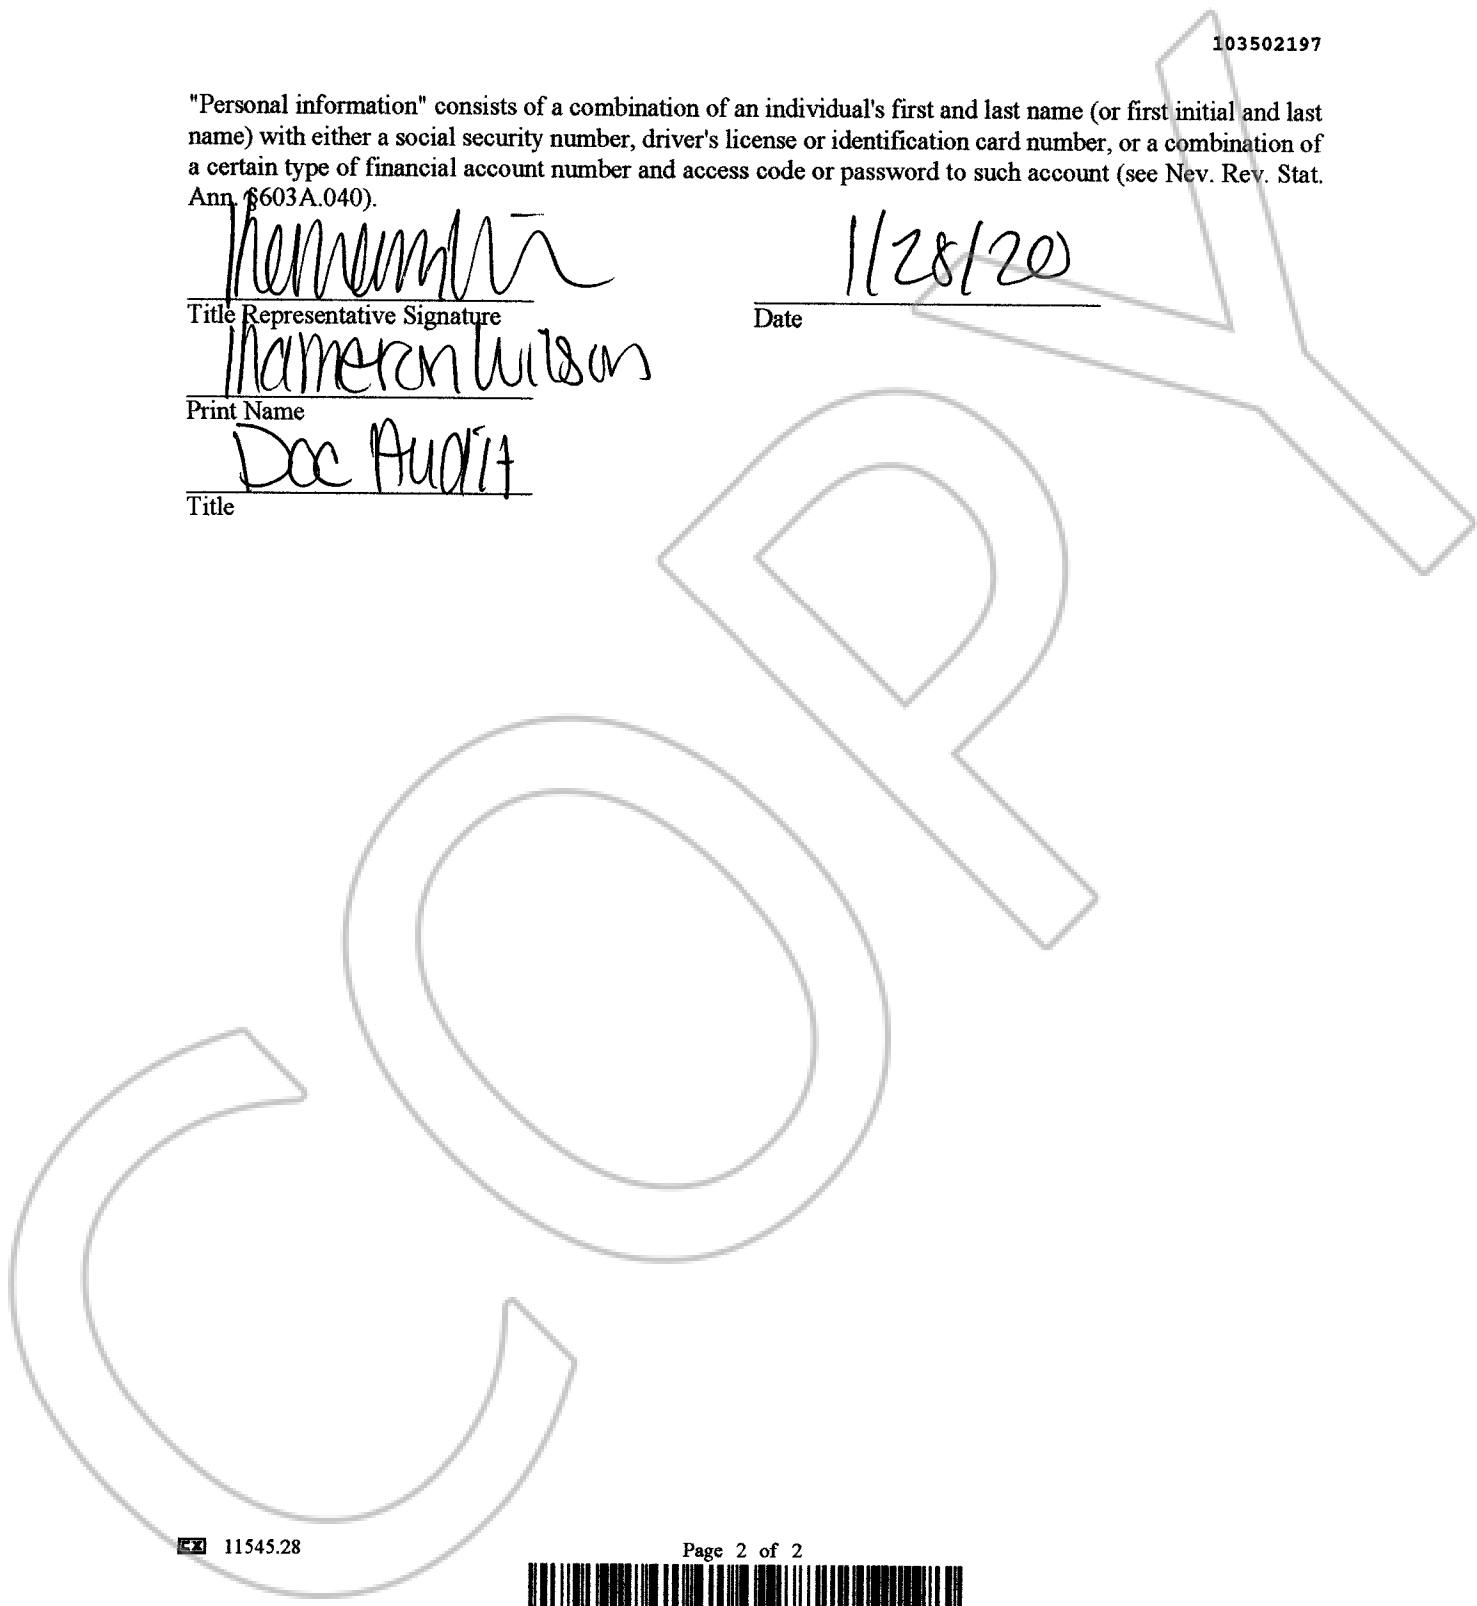 103502197
"Personal information" consists of a combination of an individual's first and last name (or first initial and last
name) with either a social security number, driver's license or identification card number, or a combination of
a certain type of financial account number and access code or password to such account (see Nev. Rev. Stat.
Ann. §603A.040).
1/28/20
Title Representative Signature
Date
Thameron Wilson
Print Name
Doc Audit
Title
COPY
CX 11545.28
Page 2 of 2